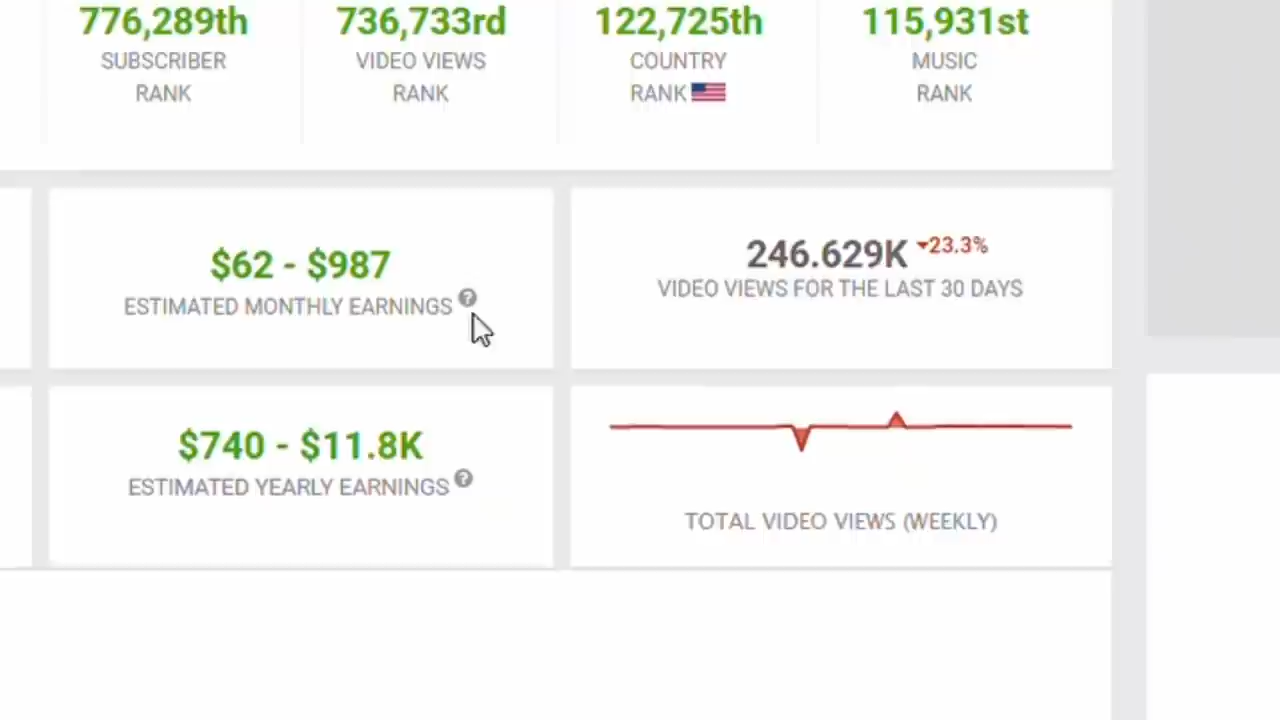 776,289th
SUBSCRIBER
RANK
736,733rd
VIDEO VIEWS
RANK
122,725th
COUNTRY
RANK
115,931st
MUSIC
RANK
$62 - $987
ESTIMATED MONTHLY EARNINGS ?
246.629K 23.3%
VIDEO VIEWS FOR THE LAST 30 DAYS
$740 - $11.8K
ESTIMATED YEARLY EARNINGS ?
TOTAL VIDEO VIEWS (WEEKLY)